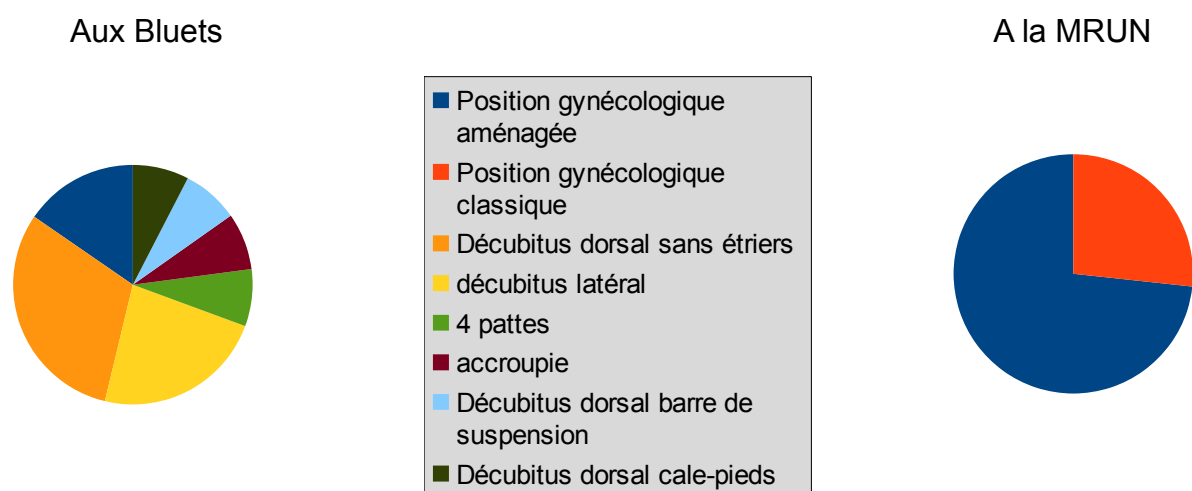 Aux Bluets
A la MRUN
Position gynécologique
aménagée
Position gynécologique
classique
Décubitus dorsal sans étriers
décubitus latéral
4 pattes
accroupie
Décubitus dorsal barre de
suspension
Décubitus dorsal cale-pieds